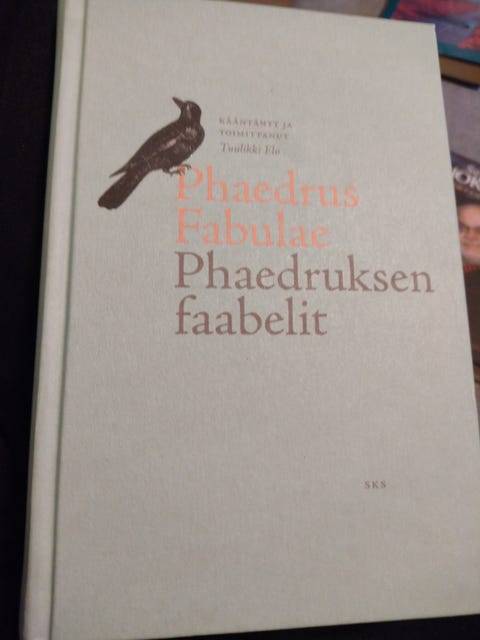 KÄÄNTÄNYT JA
TOIMITTANUT
Tuulikki Elo
Phaedrus
Fabulae
Phaedruksen
faabelit
SKS